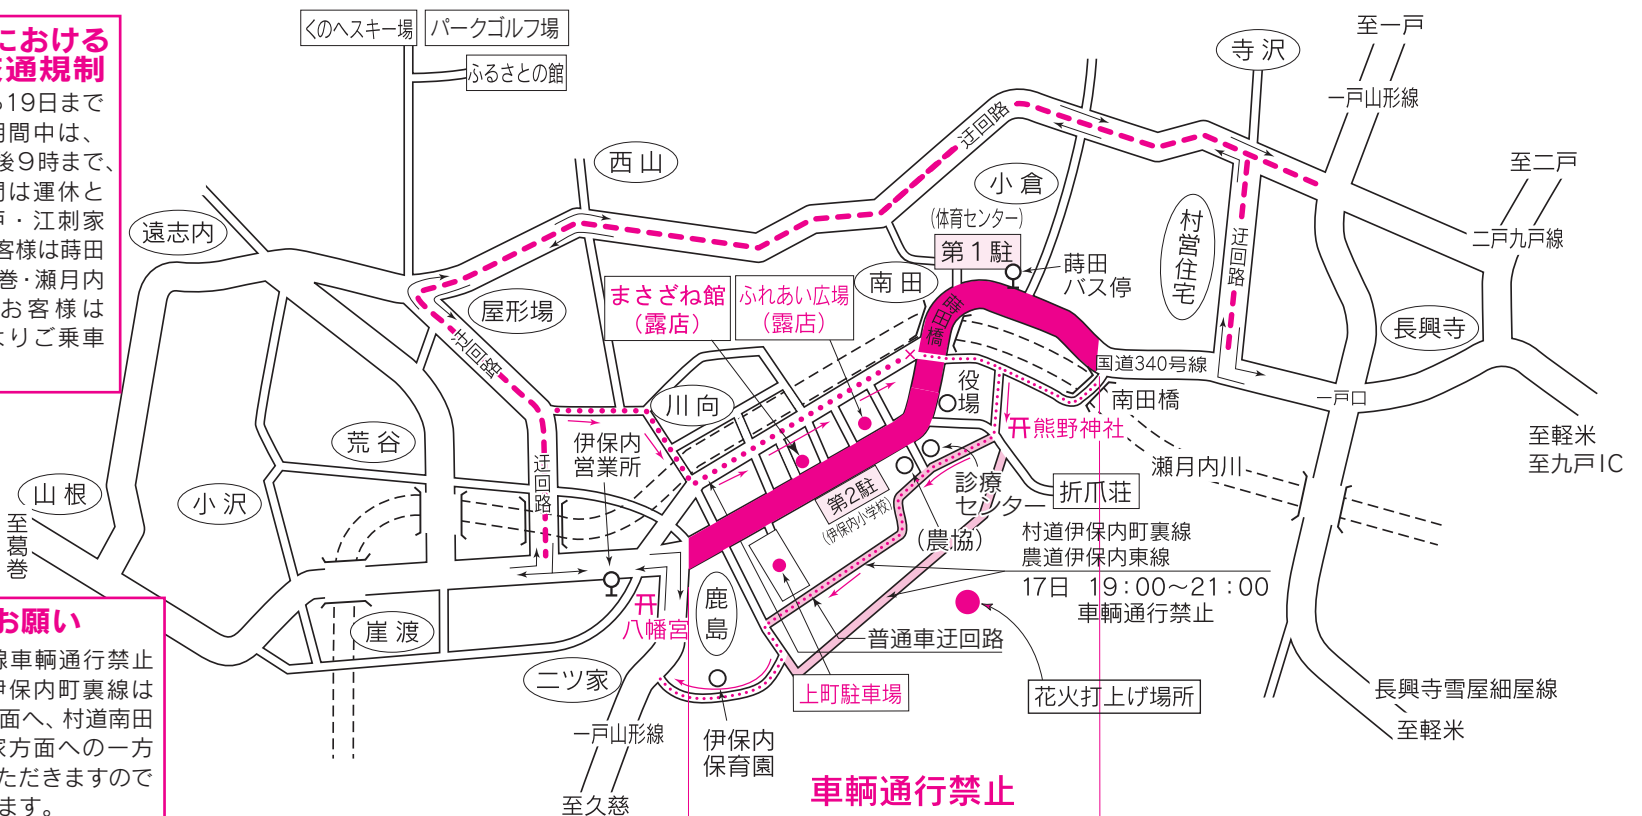 における
交通規制
ら19日まで
期間中は、
後９時まで、
間は運休と
戸・江刺家
客様は蒔田
巻・瀬月内
お客様は
よりご乗車
くのへスキー場
パークゴルフ場
ふるさとの館
至一戸
寺沢
一戸山形線
至二戸
二戸九戸線
西山
迂回路
小倉
(体育センター)
第１駐
村営住宅
迂回路
遠志内
まさざね館
（露店）
ふれあい広場
（露店）
南田
蒔田
バス停
蒔田橋
屋形場
迂回路
長興寺
国道340号線
一戸口
役場
南田橋
川向
熊野神社
荒谷
伊保内
営業所
至軽米
至九戸IC
瀬月内川
山根
小沢
迂回路
第2駐
(伊保内小学校)
診療
センター
折爪荘
至葛巻
（農協）
村道伊保内町裏線
農道伊保内東線
17日　19:00〜21:00
車輌通行禁止
お願い
線車輌通行禁止
伊保内町裏線は
面へ、村道南田
家方面への一方
ただきますので
ます。
崖渡
八幡宮
鹿島
普通車迂回路
二ツ家
上町駐車場
花火打上げ場所
長興寺雪屋細屋線
至軽米
一戸山形線
伊保内
保育園
至久慈
車輌通行禁止